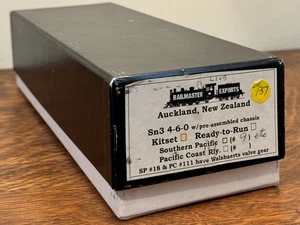 RAILMASTER EXPORTS
737
Auckland, New Zealand
Sn3 4-6-0 w/pre-assembled chassis
Kitset Ready-to-Run
Southern Pacific (#
Pacific Coast Rly. (#
SP #18 & PC #111 have Walshaerts valve gear